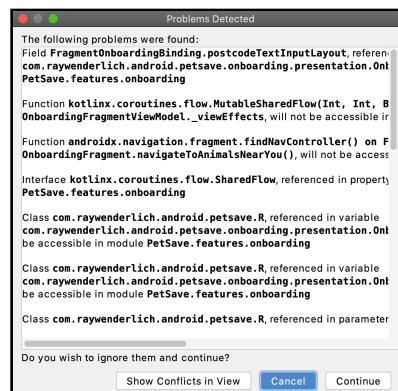 Problems Detected
The following problems were found:
Field FragmentOnboardingBinding.postcodeTextInputLayout, referen
com.raywenderlich.android.petsave.onboarding.presentation.Onb
PetSave.features.onboarding
Function kotlinx.coroutines.flow.MutableSharedFlow(Int, Int, B
OnboardingFragmentViewModel._viewEffects, will not be accessible in
Function androidx.navigation.fragment.findNavController() on F
OnboardingFragment.navigateToAnimalsNearYou(), will not be access
Interface kotlinx.coroutines.flow.SharedFlow, referenced in property
PetSave.features.onboarding
Class com.raywenderlich.android.petsave.R, referenced in variable
com.raywenderlich.android.petsave.onboarding.presentation.Onb
be accessible in module PetSave.features.onboarding
Class com.raywenderlich.android.petsave.R, referenced in variable
com.raywenderlich.android.petsave.onboarding.presentation.Onb
be accessible in module PetSave.features.onboarding
Class com.raywenderlich.android.petsave.R, referenced in parameter
Do you wish to ignore them and continue?
Show Conflicts in View Cancel Continue